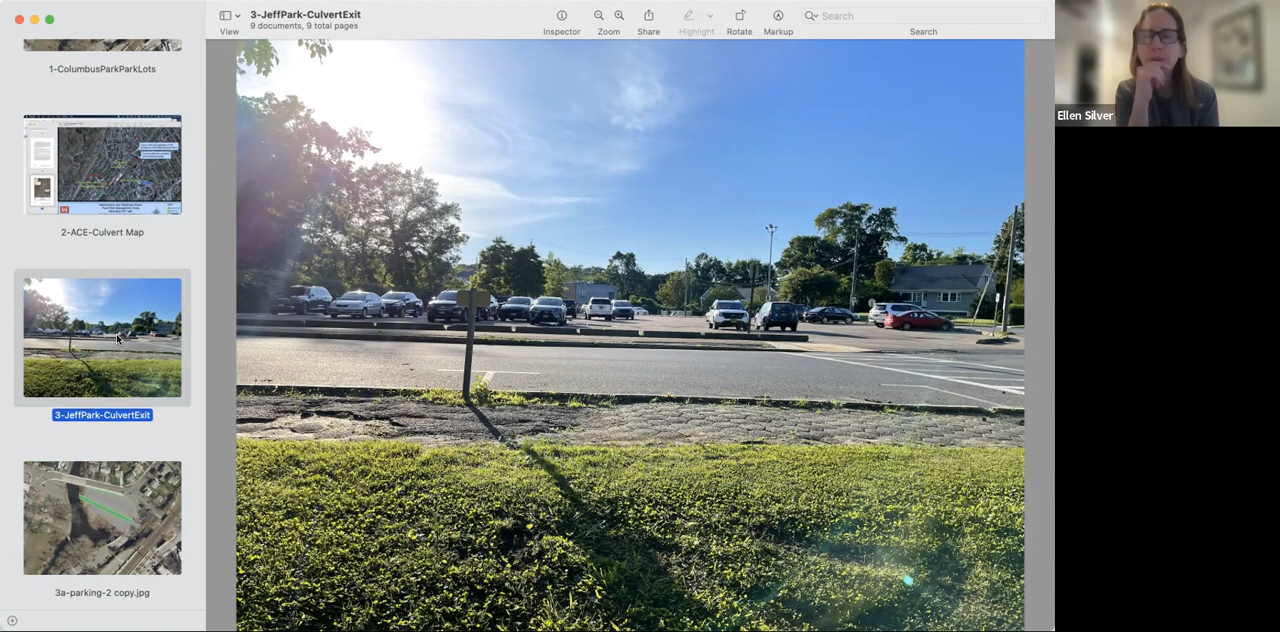 3-JeffPark-CulvertExit
9 documents, 9 total pages
View
Inspector
Zoom
Share
Highlight
Rotate
Markup
Search
Search
1-ColumbusParkParkLots
2-ACE-Culvert Map
3-JeffPark-CulvertExit
3a-parking-2 copy.jpg
Ellen Silver